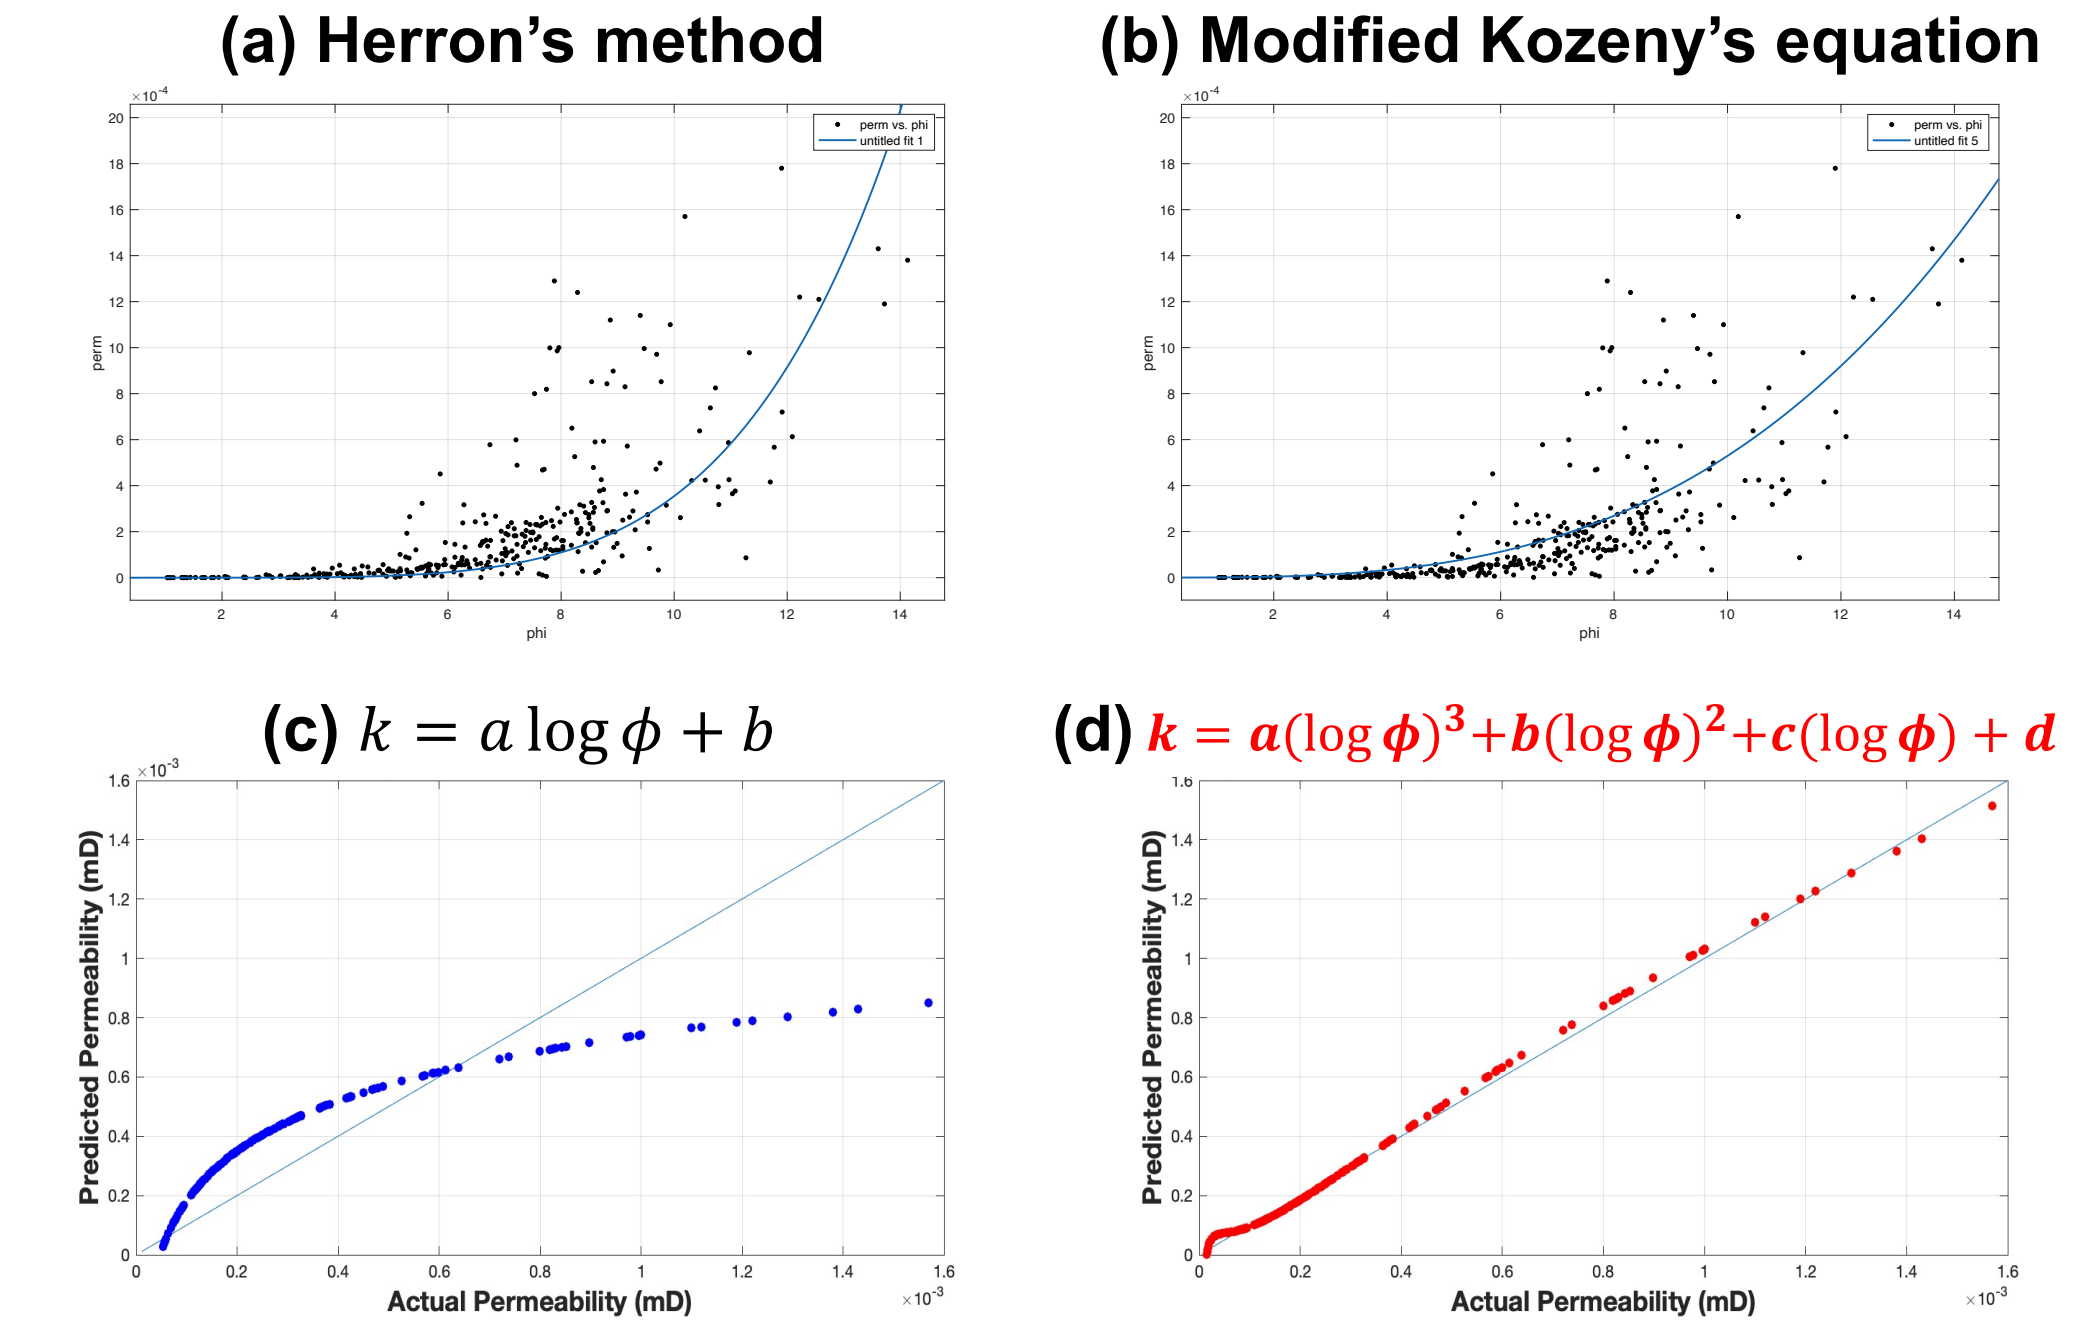 (a) Herron’s method
(b) Modified Kozeny’s equation
×10-4
20
18
16
14
12
10
8
6
4
2
0
perm
perm vs. phi
untitled fit 1
2 4 6 8 10 12 14
phi
×10-4
20
18
16
14
12
10
8
6
4
2
0
perm
perm vs. phi
untitled fit 5
2 4 6 8 10 12 14
phi
(c) k = a log ϕ + b
(d) k = a(log ϕ)³+b(log ϕ)²+c(log ϕ) + d
1.6 ×10-3
1.4
1.2
1
0.8
0.6
0.4
0.2
0
Predicted Permeability (mD)
0 0.2 0.4 0.6 0.8 1 1.2 1.4 1.6
Actual Permeability (mD) ×10-3
1.6
1.4
1.2
1
0.8
0.6
0.4
0.2
0
Predicted Permeability (mD)
0 0.2 0.4 0.6 0.8 1 1.2 1.4 1.6
Actual Permeability (mD) ×10-3